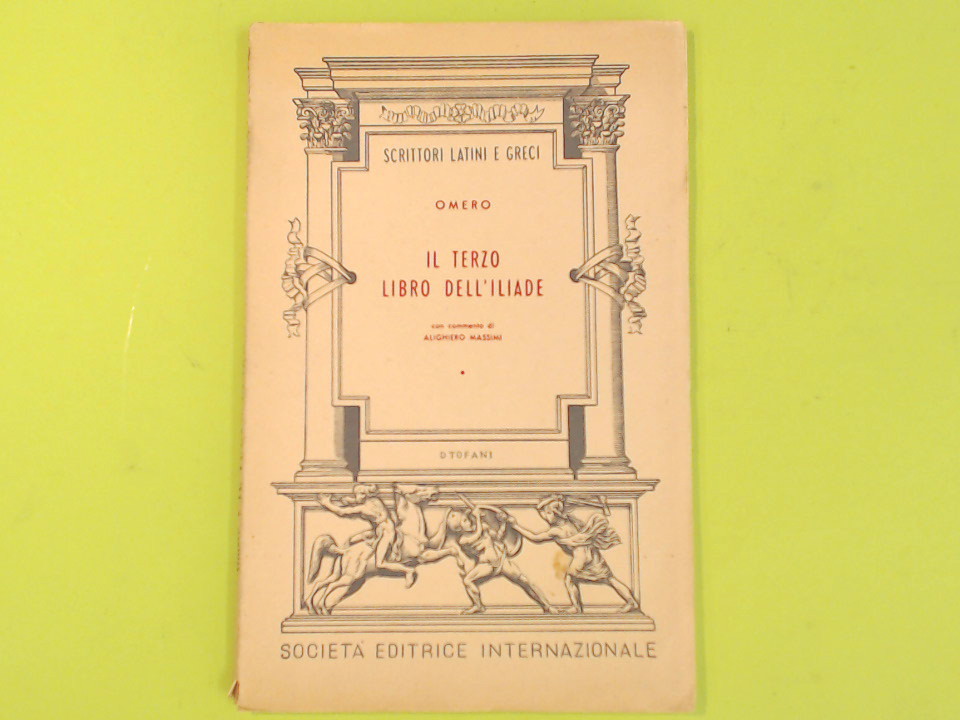 SCRITTORI LATINI E GRECI
OMERO
IL TERZO
LIBRO DELL'ILIADE
con commento di
ALIGHIERO MASSIMI
D TOFANI
SOCIETÀ EDITRICE INTERNAZIONALE